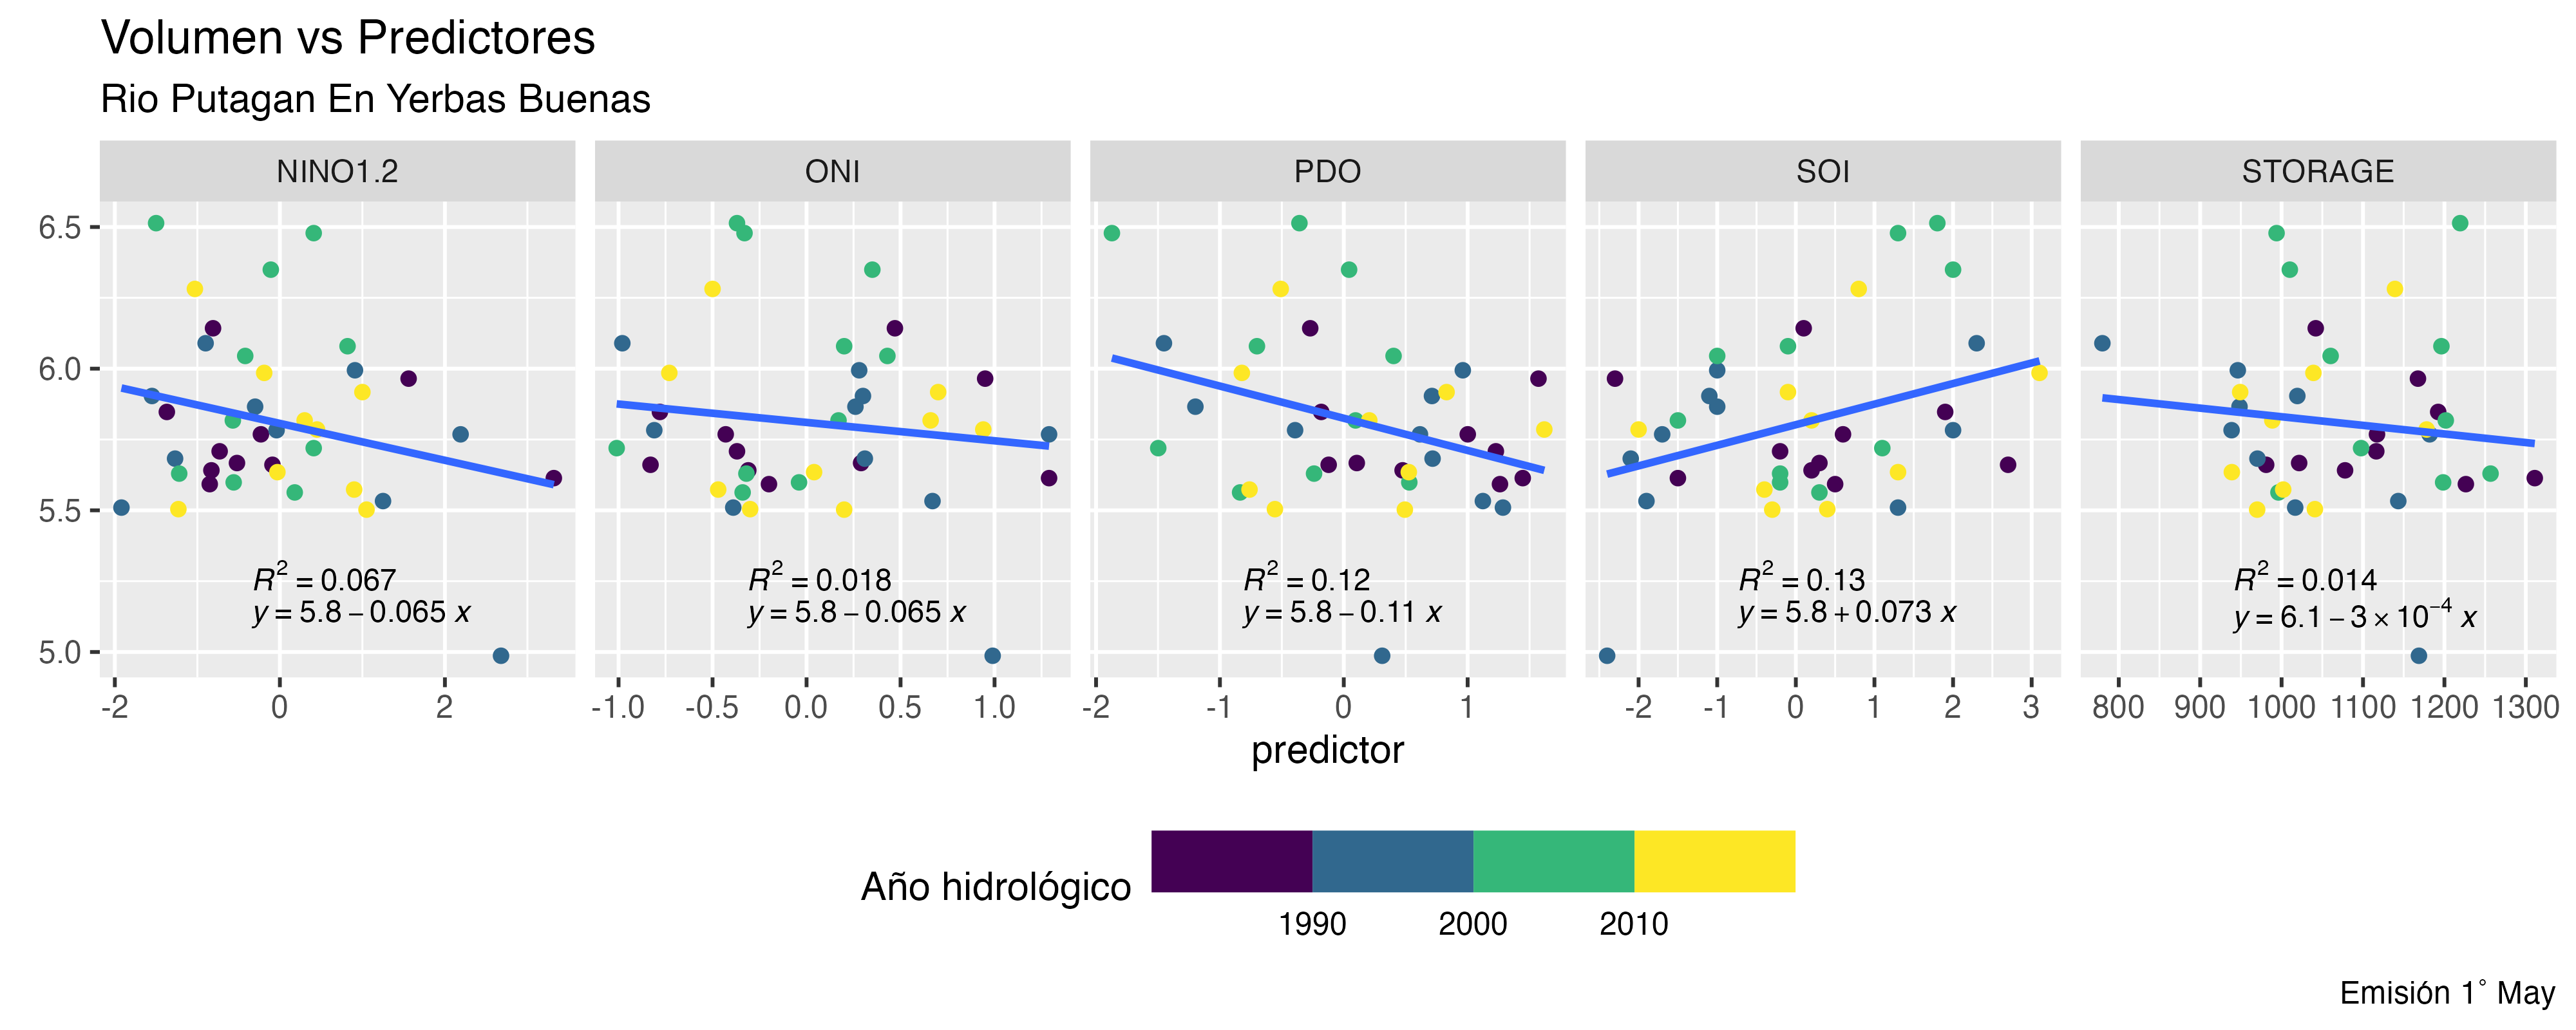 Volumen vs Predictores
Rio Putagan En Yerbas Buenas
NINO1.2 ONI PDO SOI STORAGE
6.5
6.0
5.5
5.0
R² = 0.067 R² = 0.018 R² = 0.12 R² = 0.13 R² = 0.014
y = 5.8 − 0.065 x y = 5.8 − 0.065 x y = 5.8 − 0.11 x y = 5.8 + 0.073 x y = 6.1 − 3 × 10⁻⁴ x
-2 0 2 -1.0 -0.5 0.0 0.5 1.0 -2 -1 0 1 -2 -1 0 1 2 3 800 900 1000 1100 1200 1300
predictor
Año hidrológico
1990 2000 2010
Emisión 1° May